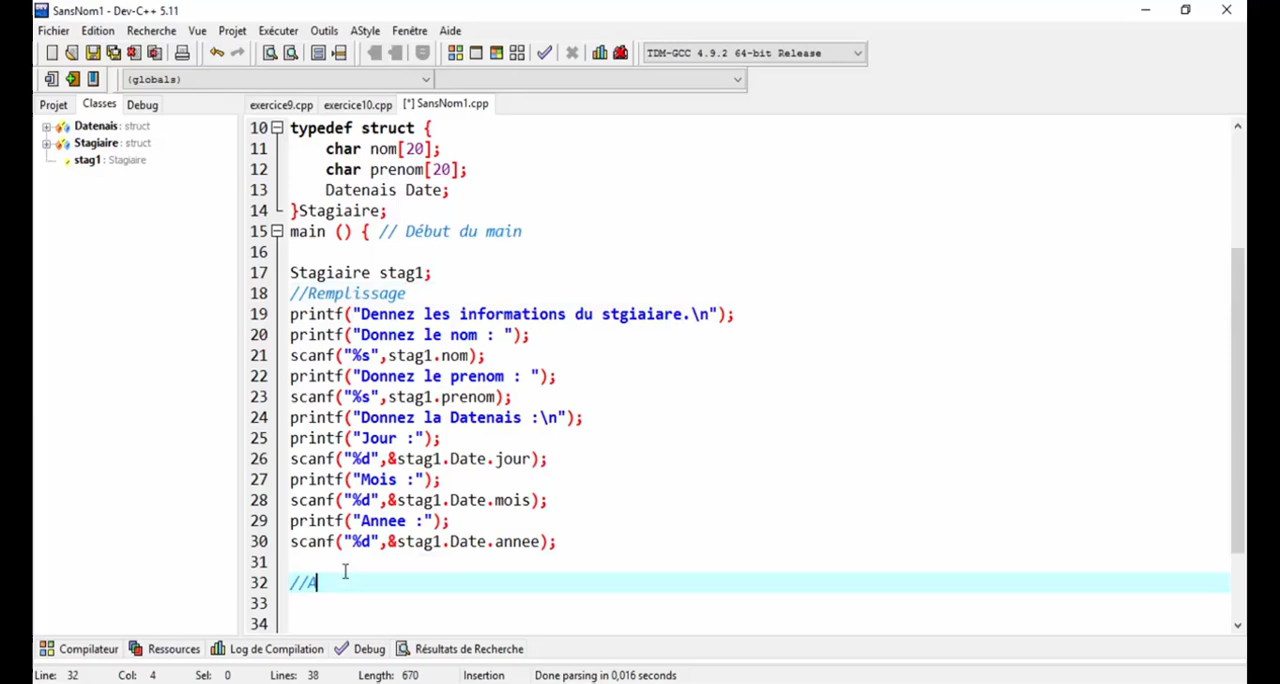 SansNom1 - Dev-C++ 5.11
Fichier Edition Recherche Vue Projet Exécuter Outils AStyle Fenêtre Aide
TDM-GCC 4.9.2 64-bit Release
(globals)
Projet Classes Debug
exercice9.cpp exercice10.cpp [*] SansNom1.cpp
Datenais : struct
Stagiaire : struct
stag1 : Stagiaire
10 typedef struct {
11 char nom[20];
12 char prenom[20];
13 Datenais Date;
14 }Stagiaire;
15 main () { // Début du main
16
17 Stagiaire stag1;
18 //Remplissage
19 printf("Dennez les informations du stgiaiare.\n");
20 printf("Donnez le nom : ");
21 scanf("%s",stag1.nom);
22 printf("Donnez le prenom : ");
23 scanf("%s",stag1.prenom);
24 printf("Donnez la Datenais :\n");
25 printf("Jour :");
26 scanf("%d",&stag1.Date.jour);
27 printf("Mois :");
28 scanf("%d",&stag1.Date.mois);
29 printf("Annee :");
30 scanf("%d",&stag1.Date.annee);
31
32 //A
33
34
Compilateur Ressources Log de Compilation Debug Résultats de Recherche
Line: 32 Col: 4 Sel: 0 Lines: 38 Length: 670 Insertion Done parsing in 0,016 seconds